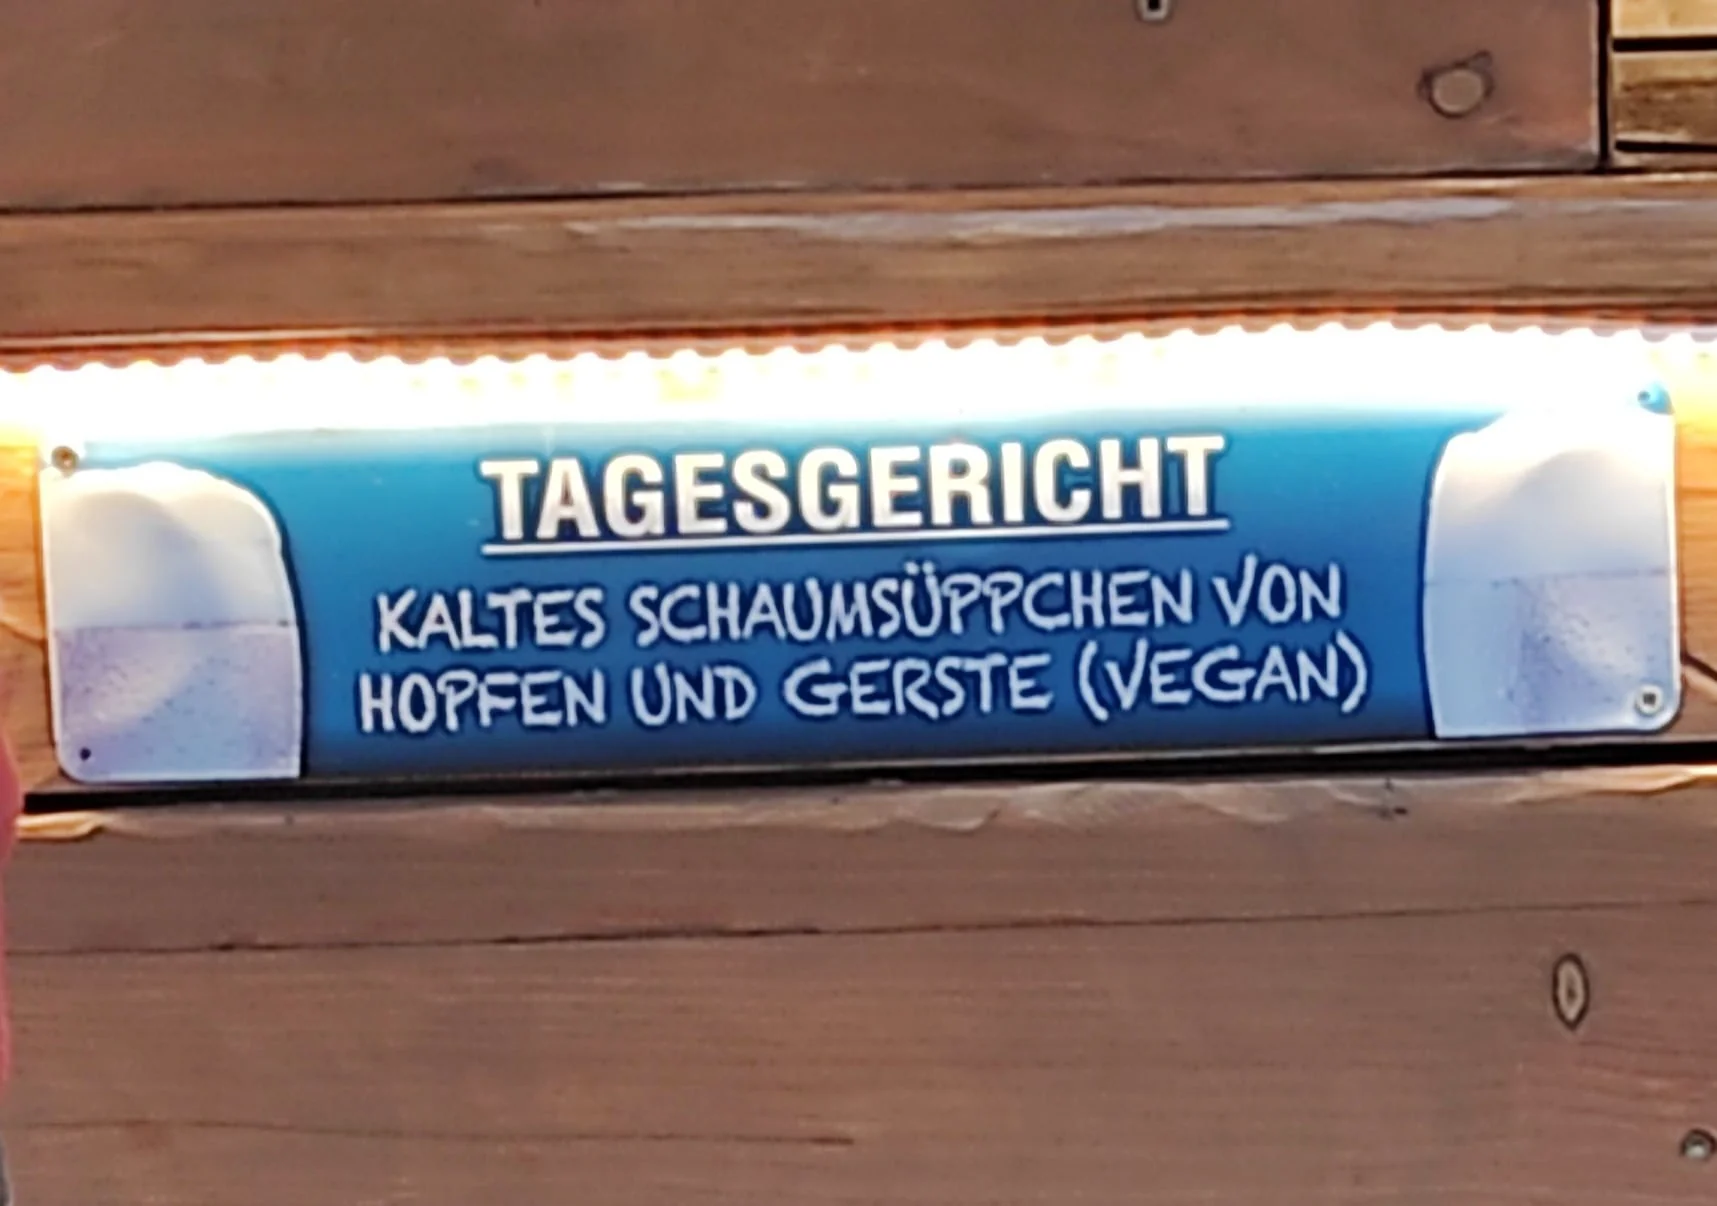 TAGESGERICHT
KALTES SCHAUMSÜPPCHEN VON
HOPFEN UND GERSTE (VEGAN)